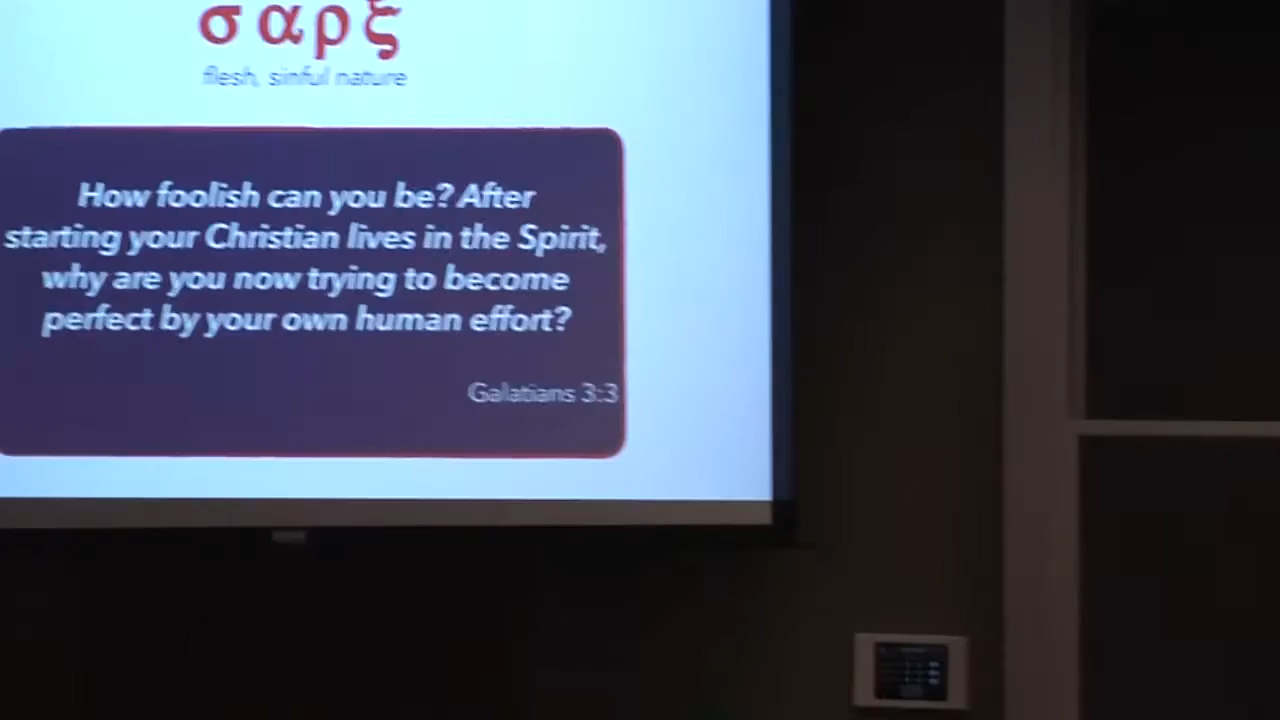 σαρξ
flesh, sinful nature
How foolish can you be? After
starting your Christian lives in the Spirit,
why are you now trying to become
perfect by your own human effort?
Galatians 3:3